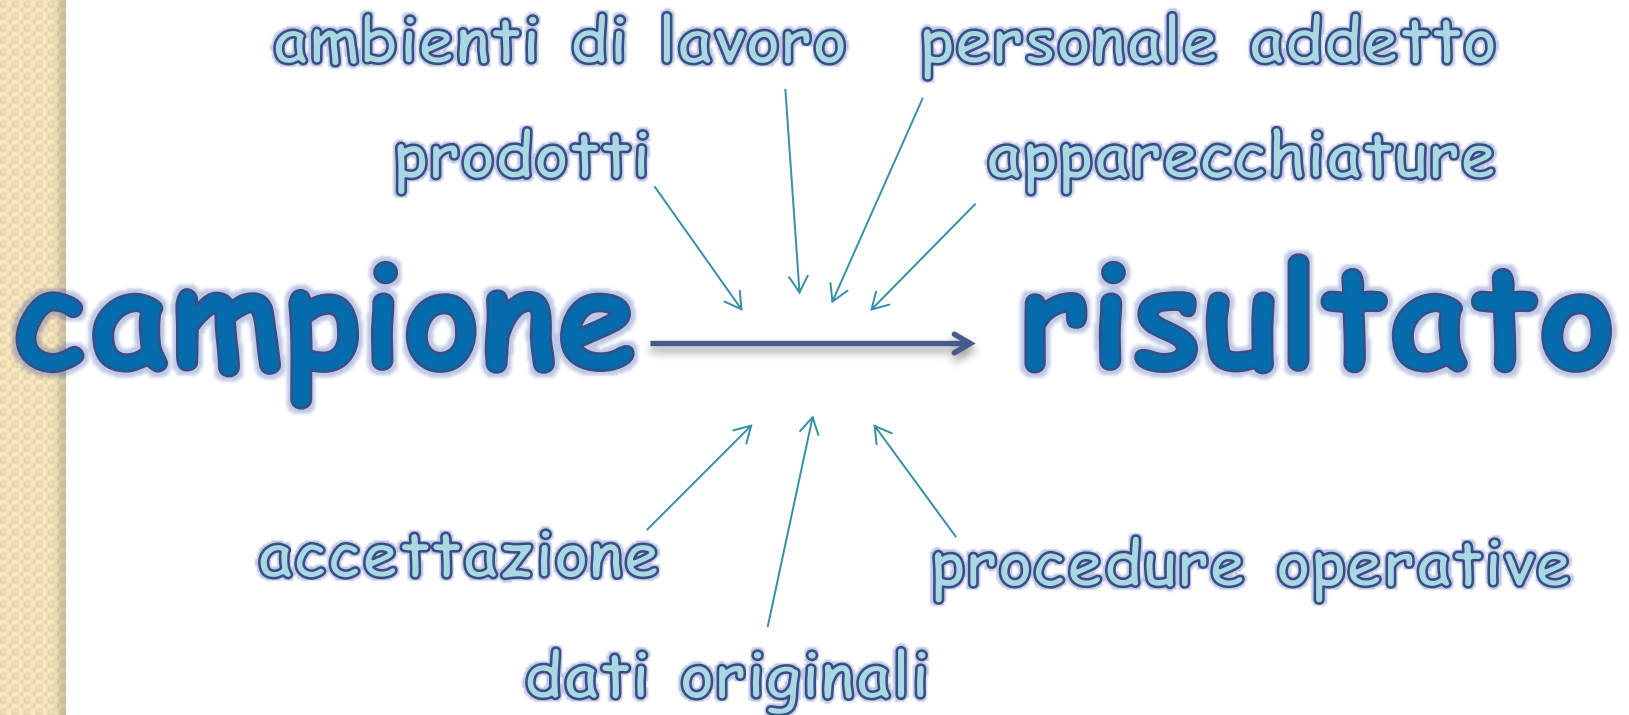 ambienti di lavoro personale addetto
prodotti apparecchiature
campione risultato
accettazione procedure operative
dati originali